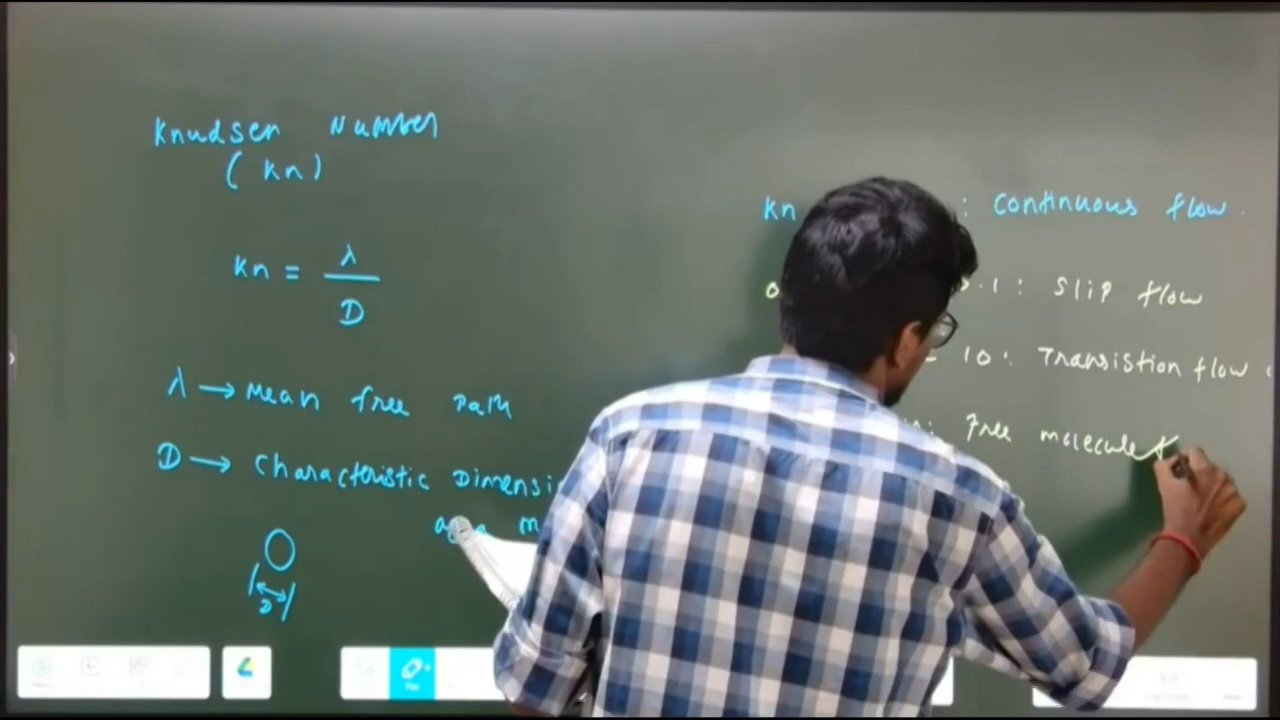 Knudsen Number
(Kn)
Kn = λ / D
λ → Mean free path
D → Characteristic Dimensi
D
Kn : Continuous flow.
0 .1 : Slip flow
10 : Transistion flow
: Free molecule f